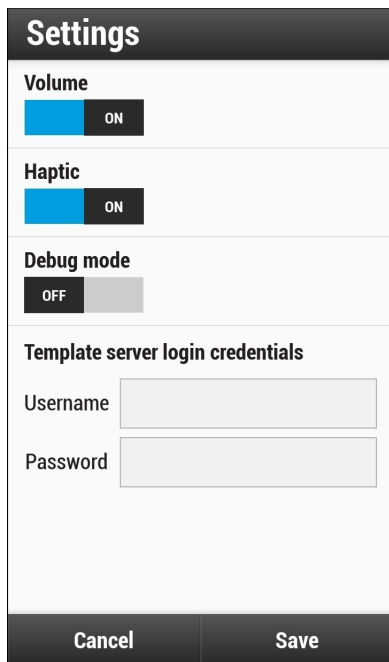 Settings
Volume
ON
Haptic
ON
Debug mode
OFF
Template server login credentials
Username
Password
Cancel Save